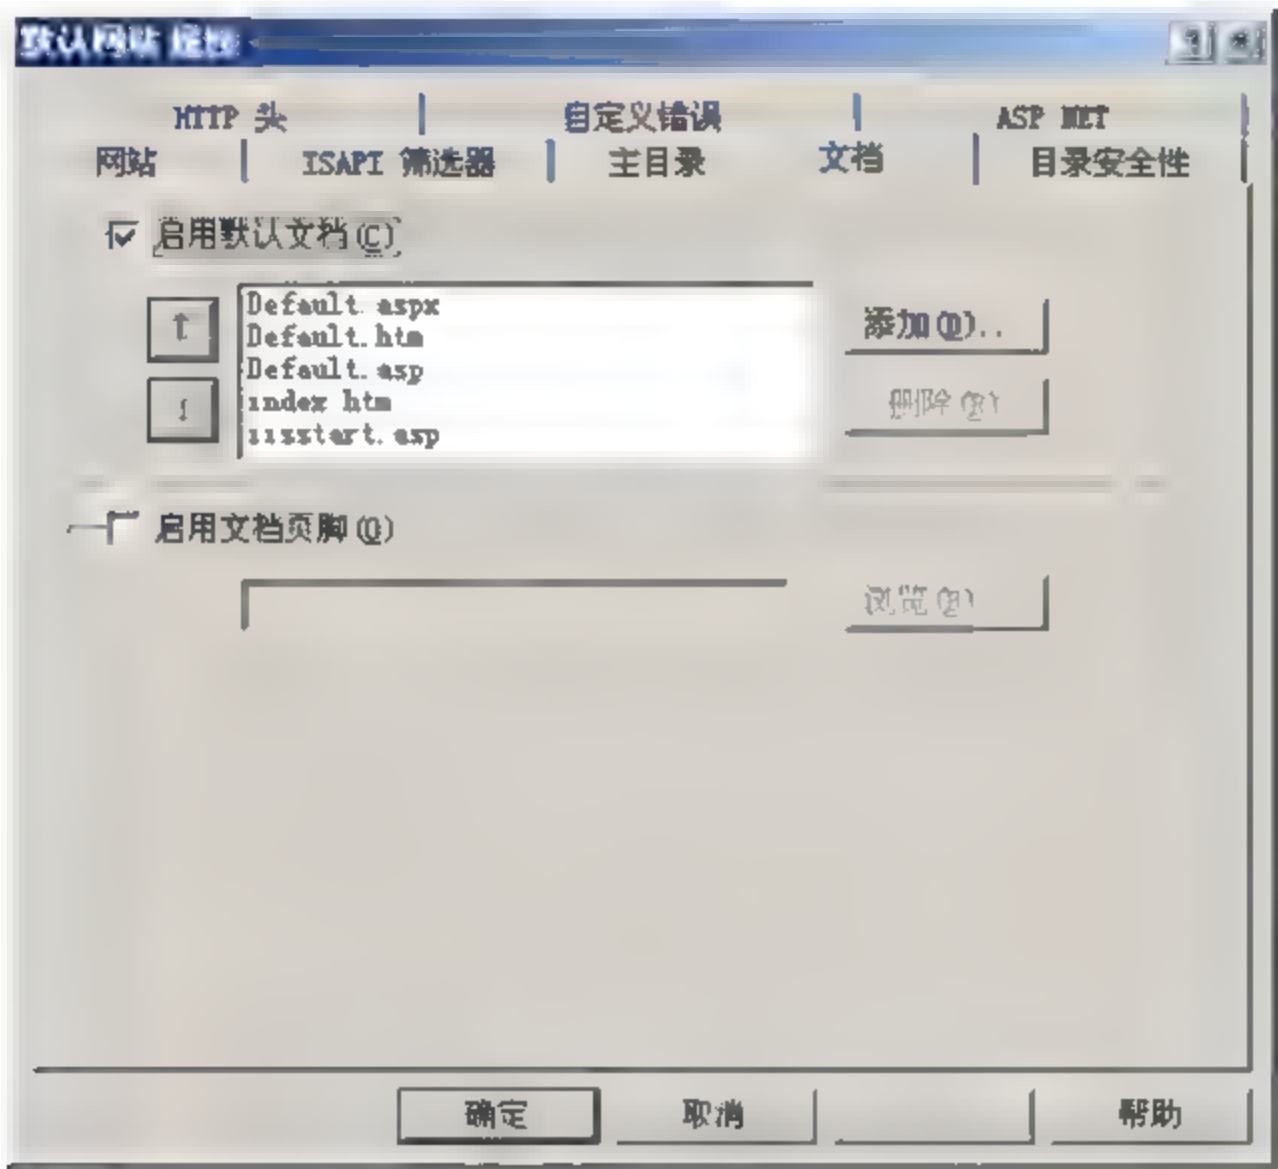 默认网站 属性
HTTP 头 自定义错误 ASP.NET
网站 ISAPI 筛选器 主目录 文档 目录安全性
启用默认文档(C)
Default.aspx
Default.htm
Default.asp
index.htm
iisstart.asp
添加(D)...
删除(R)
启用文档页脚(O)
浏览(B)
确定 取消 帮助